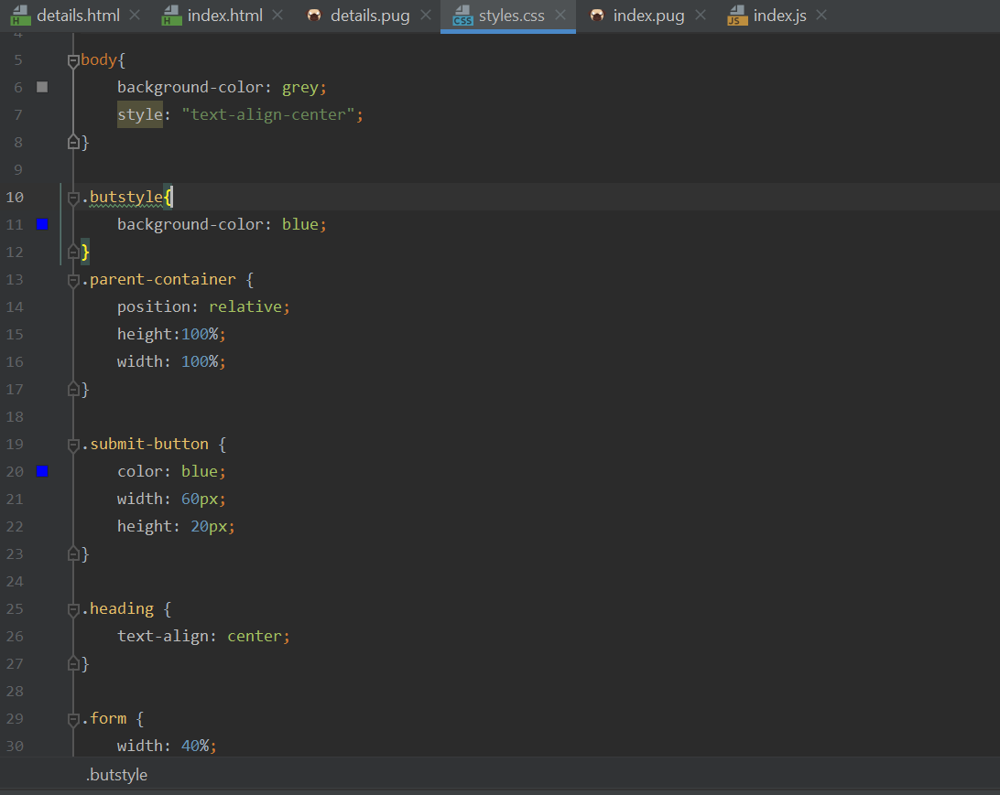 details.html index.html details.pug styles.css index.pug index.js
4
5 body{
6 background-color: grey;
7 style: "text-align-center";
8 }
9
10 .butstyle{
11 background-color: blue;
12 }
13 .parent-container {
14 position: relative;
15 height:100%;
16 width: 100%;
17 }
18
19 .submit-button {
20 color: blue;
21 width: 60px;
22 height: 20px;
23 }
24
25 .heading {
26 text-align: center;
27 }
28
29 .form {
30 width: 40%;
.butstyle